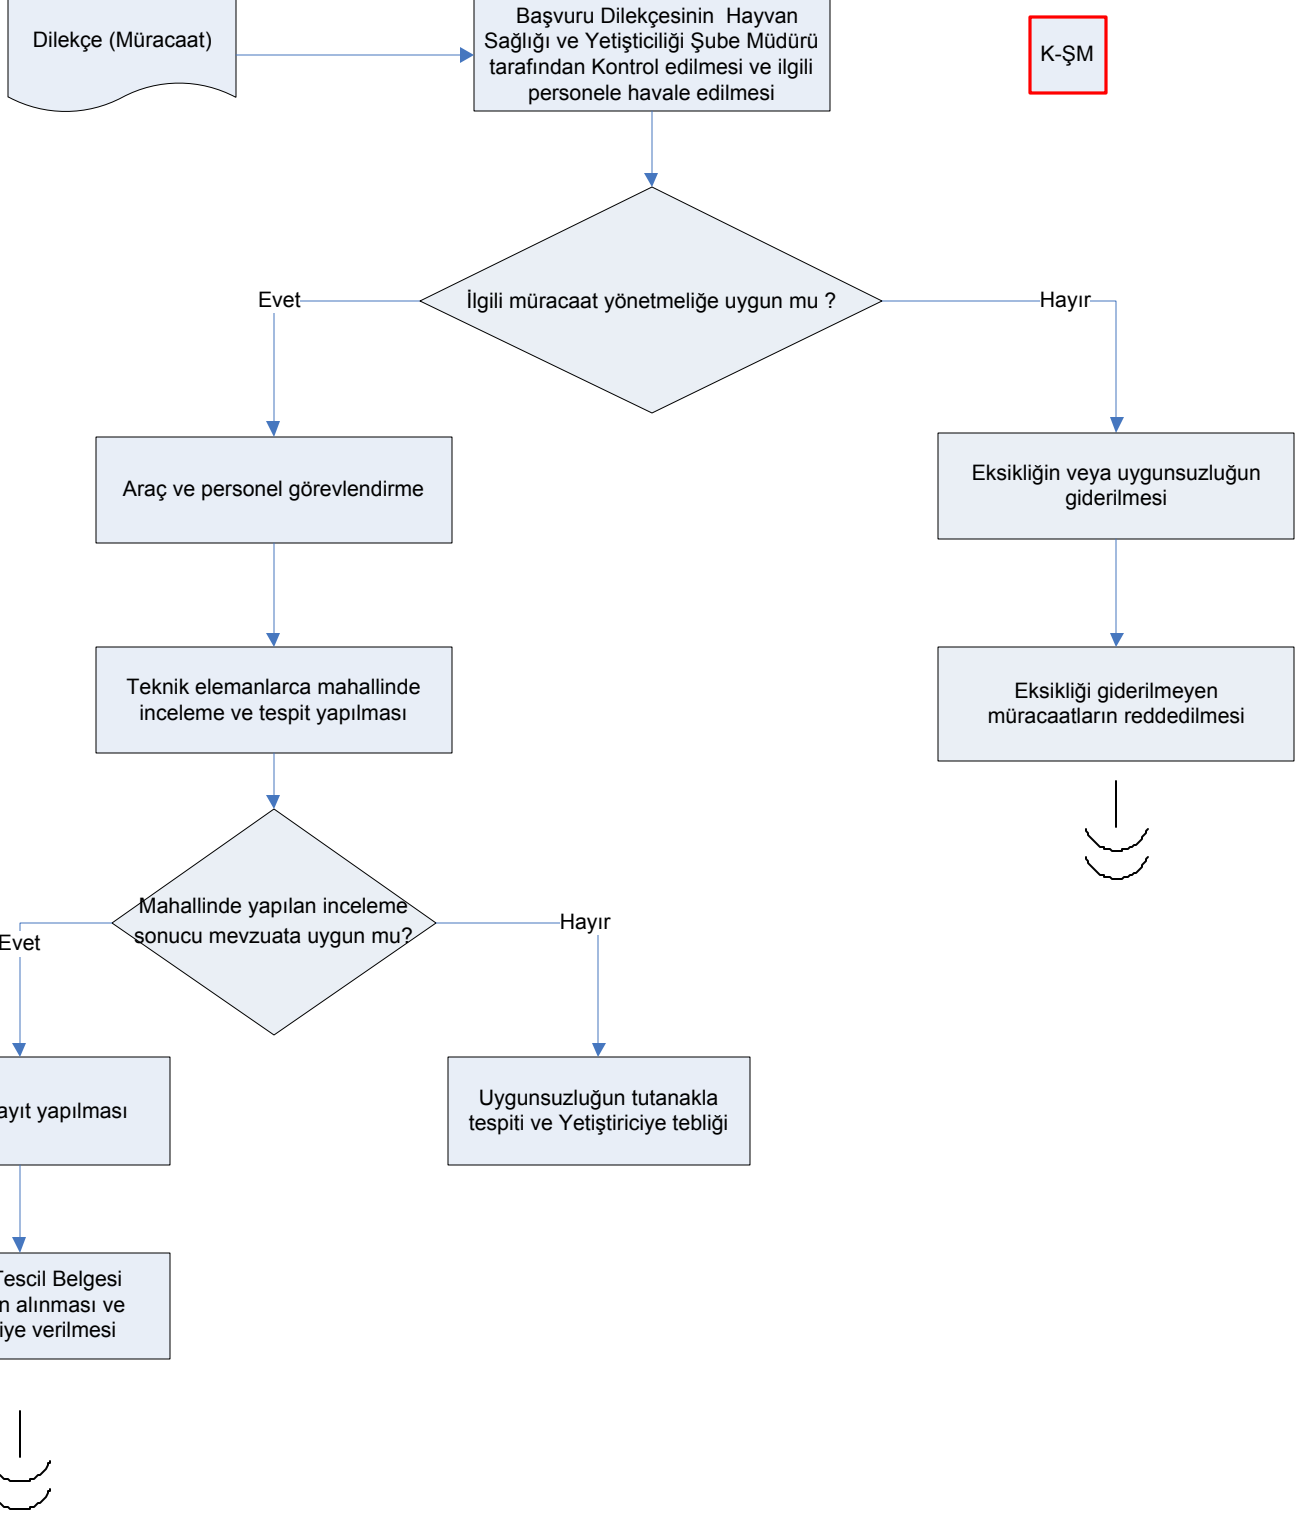 Dilekçe (Müracaat)
Başvuru Dilekçesinin Hayvan
Sağlığı ve Yetişticiliği Şube Müdürü
tarafından Kontrol edilmesi ve ilgili
personele havale edilmesi
K-ŞM
İlgili müracaat yönetmeliğe uygun mu ?
Evet
Hayır
Araç ve personel görevlendirme
Eksikliğin veya uygunsuzluğun
giderilmesi
Teknik elemanlarca mahallinde
inceleme ve tespit yapılması
Eksikliği giderilmeyen
müracaatların reddedilmesi
Mahallinde yapılan inceleme
sonucu mevzuata uygun mu?
Evet
Hayır
yapılması
Uygunsuzluğun tutanakla
tespiti ve Yetiştiriciye tebliği
Tescil Belgesi
alınması ve
verilmesi